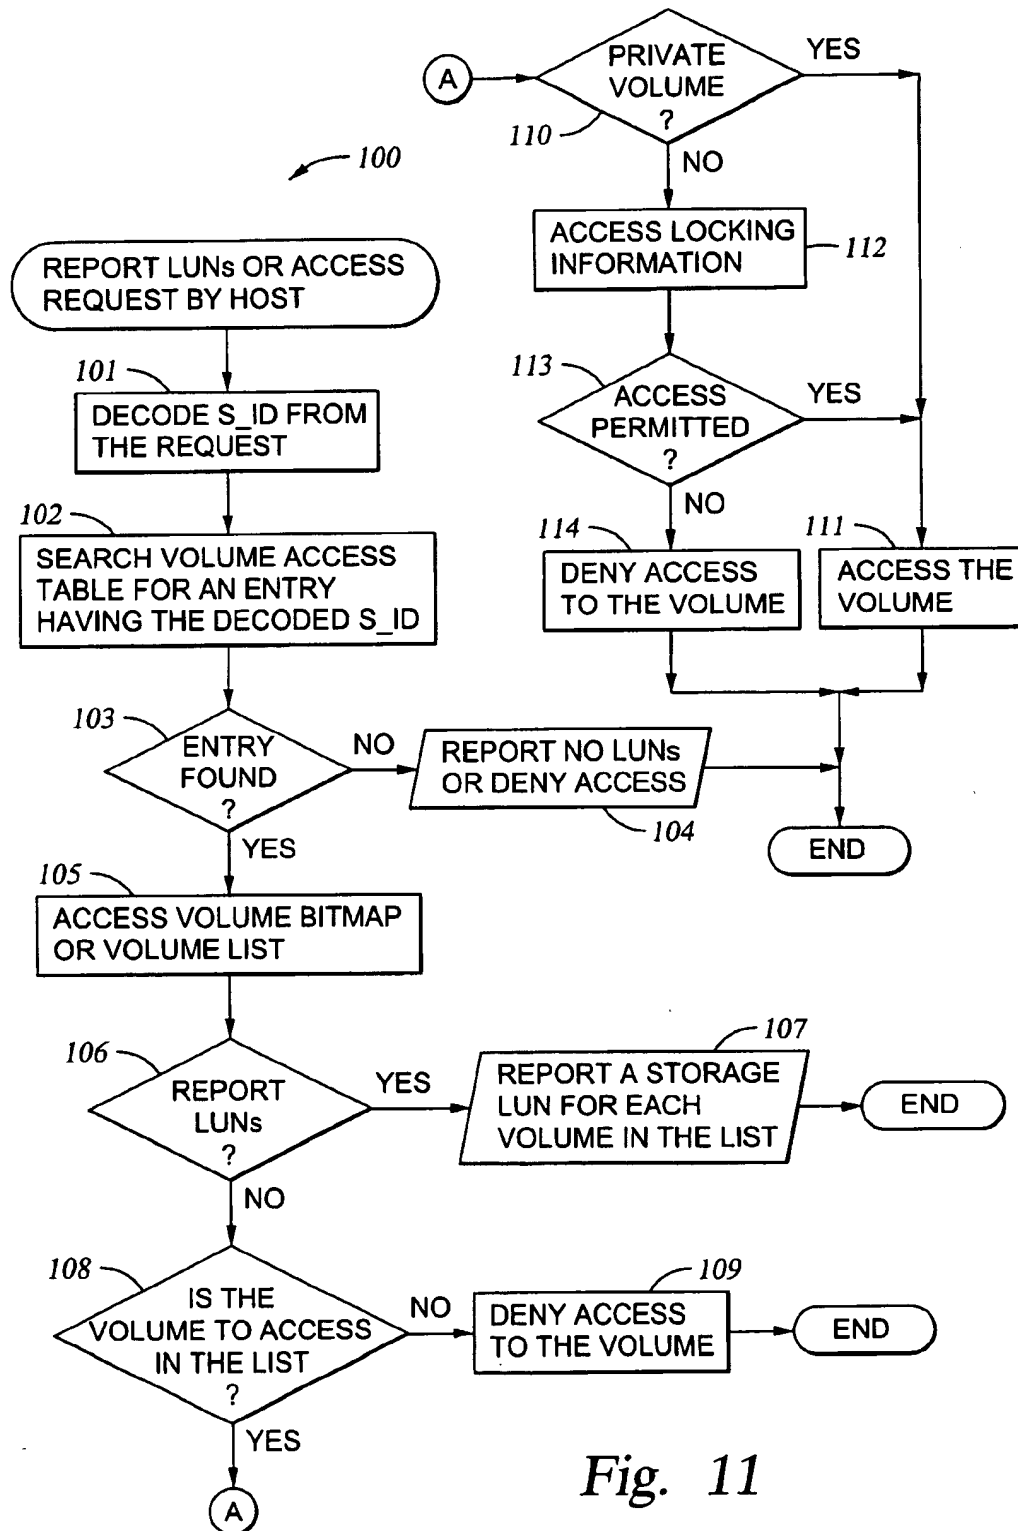 100
REPORT LUNs OR ACCESS
REQUEST BY HOST
101
DECODE S_ID FROM
THE REQUEST
102
SEARCH VOLUME ACCESS
TABLE FOR AN ENTRY
HAVING THE DECODED S_ID
103
ENTRY
FOUND
?
NO
REPORT NO LUNs
OR DENY ACCESS
104
YES
105
ACCESS VOLUME BITMAP
OR VOLUME LIST
106
REPORT
LUNs
?
YES
107
REPORT A STORAGE
LUN FOR EACH
VOLUME IN THE LIST
END
NO
108
IS THE
VOLUME TO ACCESS
IN THE LIST
?
NO
109
DENY ACCESS
TO THE VOLUME
END
YES
A
A
PRIVATE
VOLUME
?
110
YES
NO
ACCESS LOCKING
INFORMATION
112
113
ACCESS
PERMITTED
?
YES
NO
114
DENY ACCESS
TO THE VOLUME
111
ACCESS THE
VOLUME
END
Fig. 11